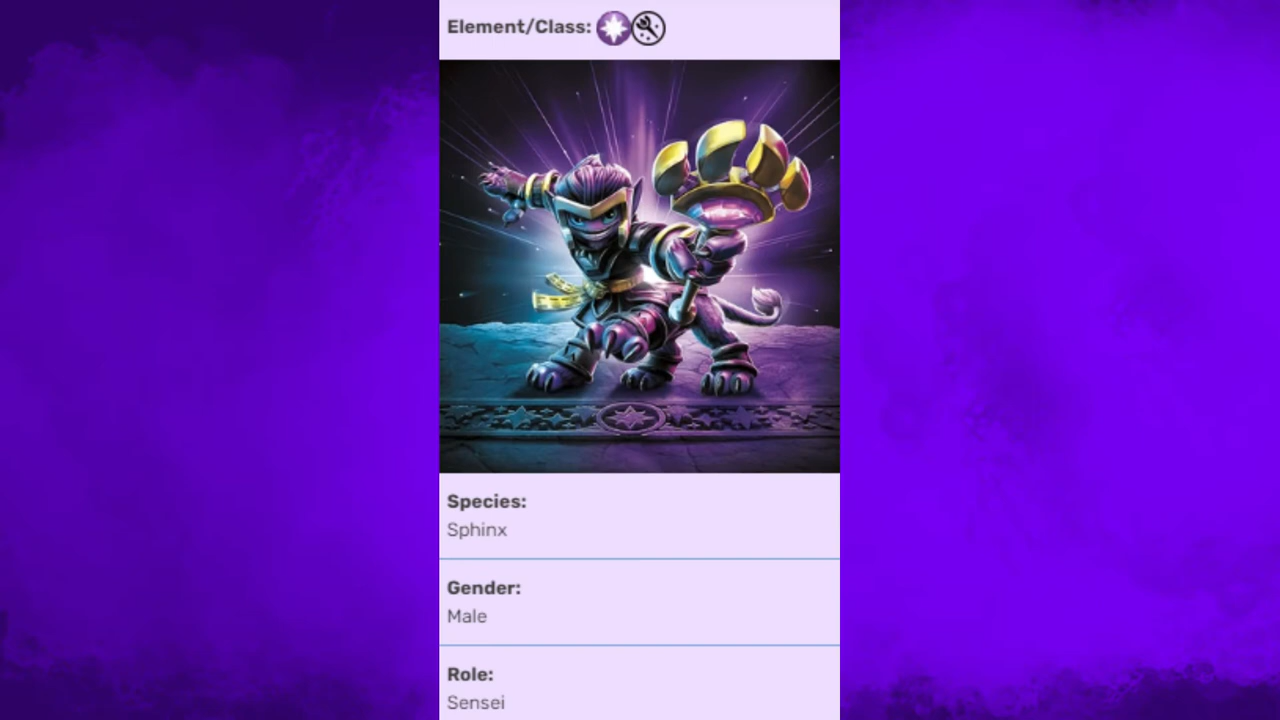 Element/Class:
Species:
Sphinx
Gender:
Male
Role:
Sensei